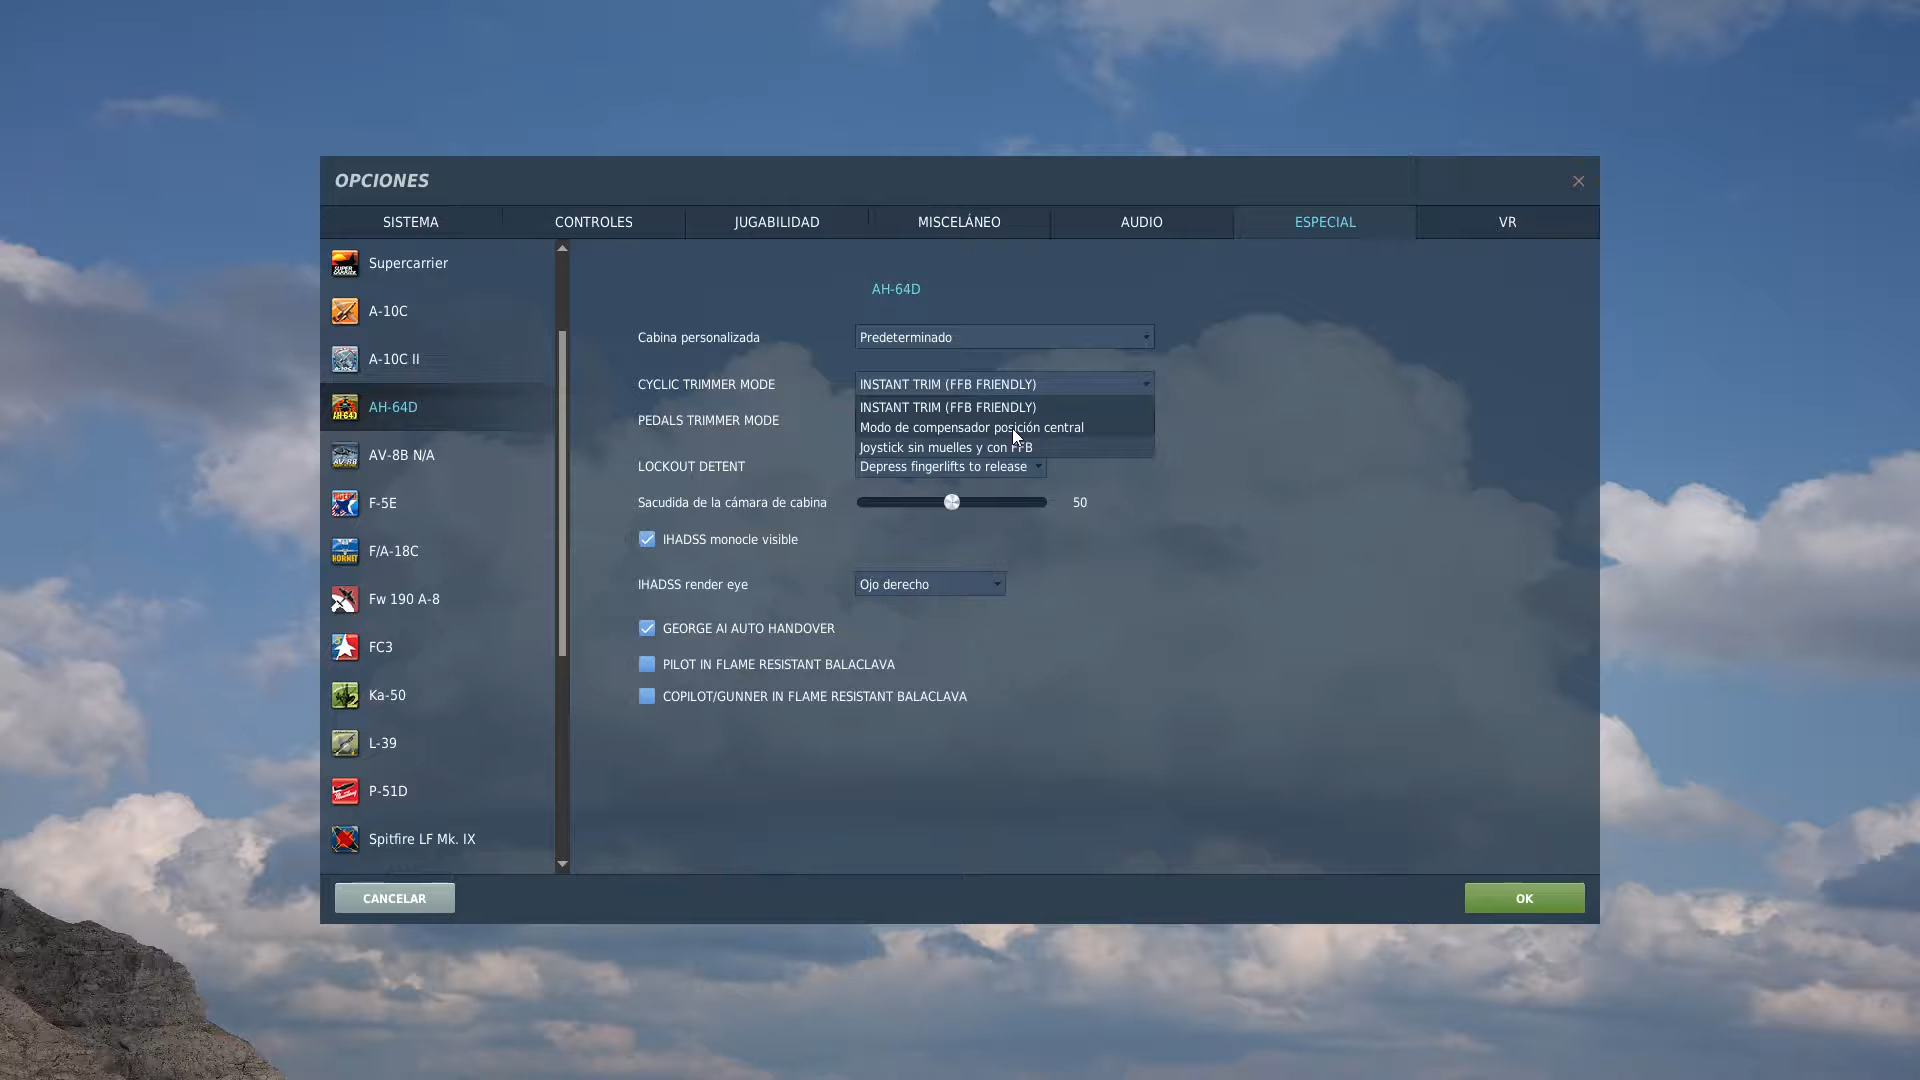 OPCIONES
SISTEMA
CONTROLES
JUGABILIDAD
MISCELÁNEO
AUDIO
ESPECIAL
VR
Supercarrier
A-10C
A-10C II
AH-64D
AV-8B N/A
F-5E
F/A-18C
Fw 190 A-8
FC3
Ka-50
L-39
P-51D
Spitfire LF Mk. IX
AH-64D
Cabina personalizada
Predeterminado
CYCLIC TRIMMER MODE
INSTANT TRIM (FFB FRIENDLY)
INSTANT TRIM (FFB FRIENDLY)
Modo de compensador posición central
Joystick sin muelles y con FFB
PEDALS TRIMMER MODE
LOCKOUT DETENT
Depress fingerlifts to release
Sacudida de la cámara de cabina
50
IHADSS monocle visible
IHADSS render eye
Ojo derecho
GEORGE AI AUTO HANDOVER
PILOT IN FLAME RESISTANT BALACLAVA
COPILOT/GUNNER IN FLAME RESISTANT BALACLAVA
CANCELAR
OK